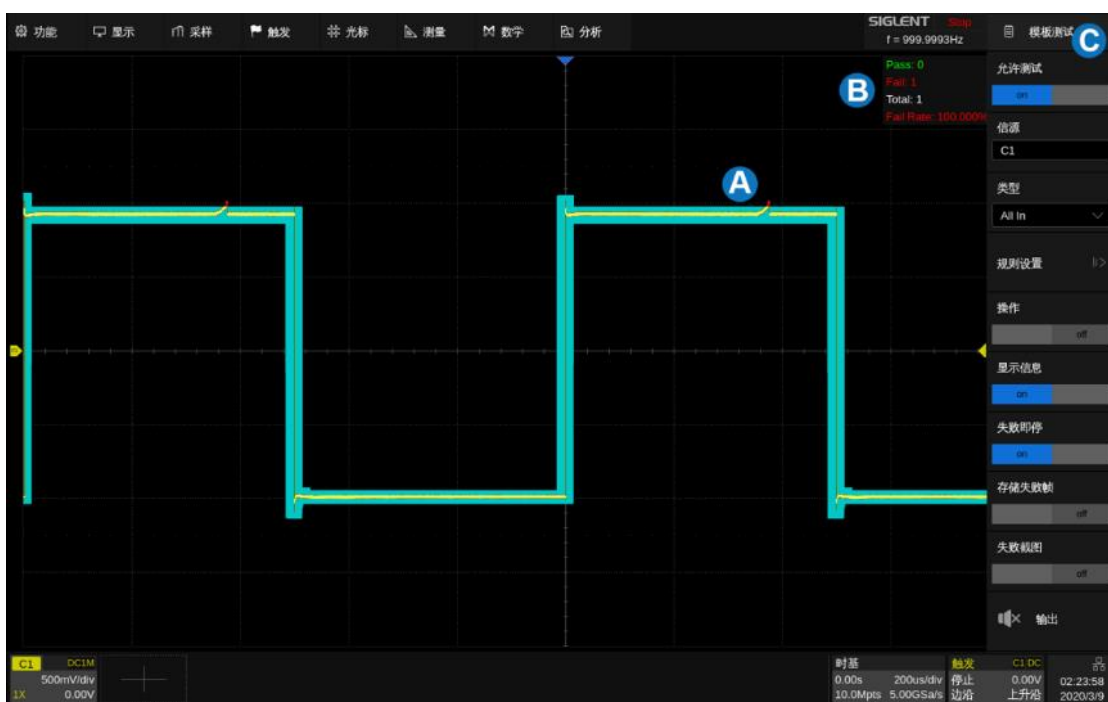 功能 显示 采样 触发 光标 测量 数学 分析
SIGLENT Stop
f = 999.9993Hz
模板测试
C
Pass: 0
Fail: 1
Total: 1
Fail Rate: 100.000%
B
A
允许测试
on
信源
C1
类型
All In
规则设置
操作
off
显示信息
on
失败即停
on
存储失败帧
off
失败截图
off
输出
C1 DC1M
500mV/div
1X 0.00V
时基
0.00s 200us/div
10.0Mpts 5.00GSa/s
触发 C1 DC
停止 0.00V
边沿 上升沿
02:23:58
2020/3/9